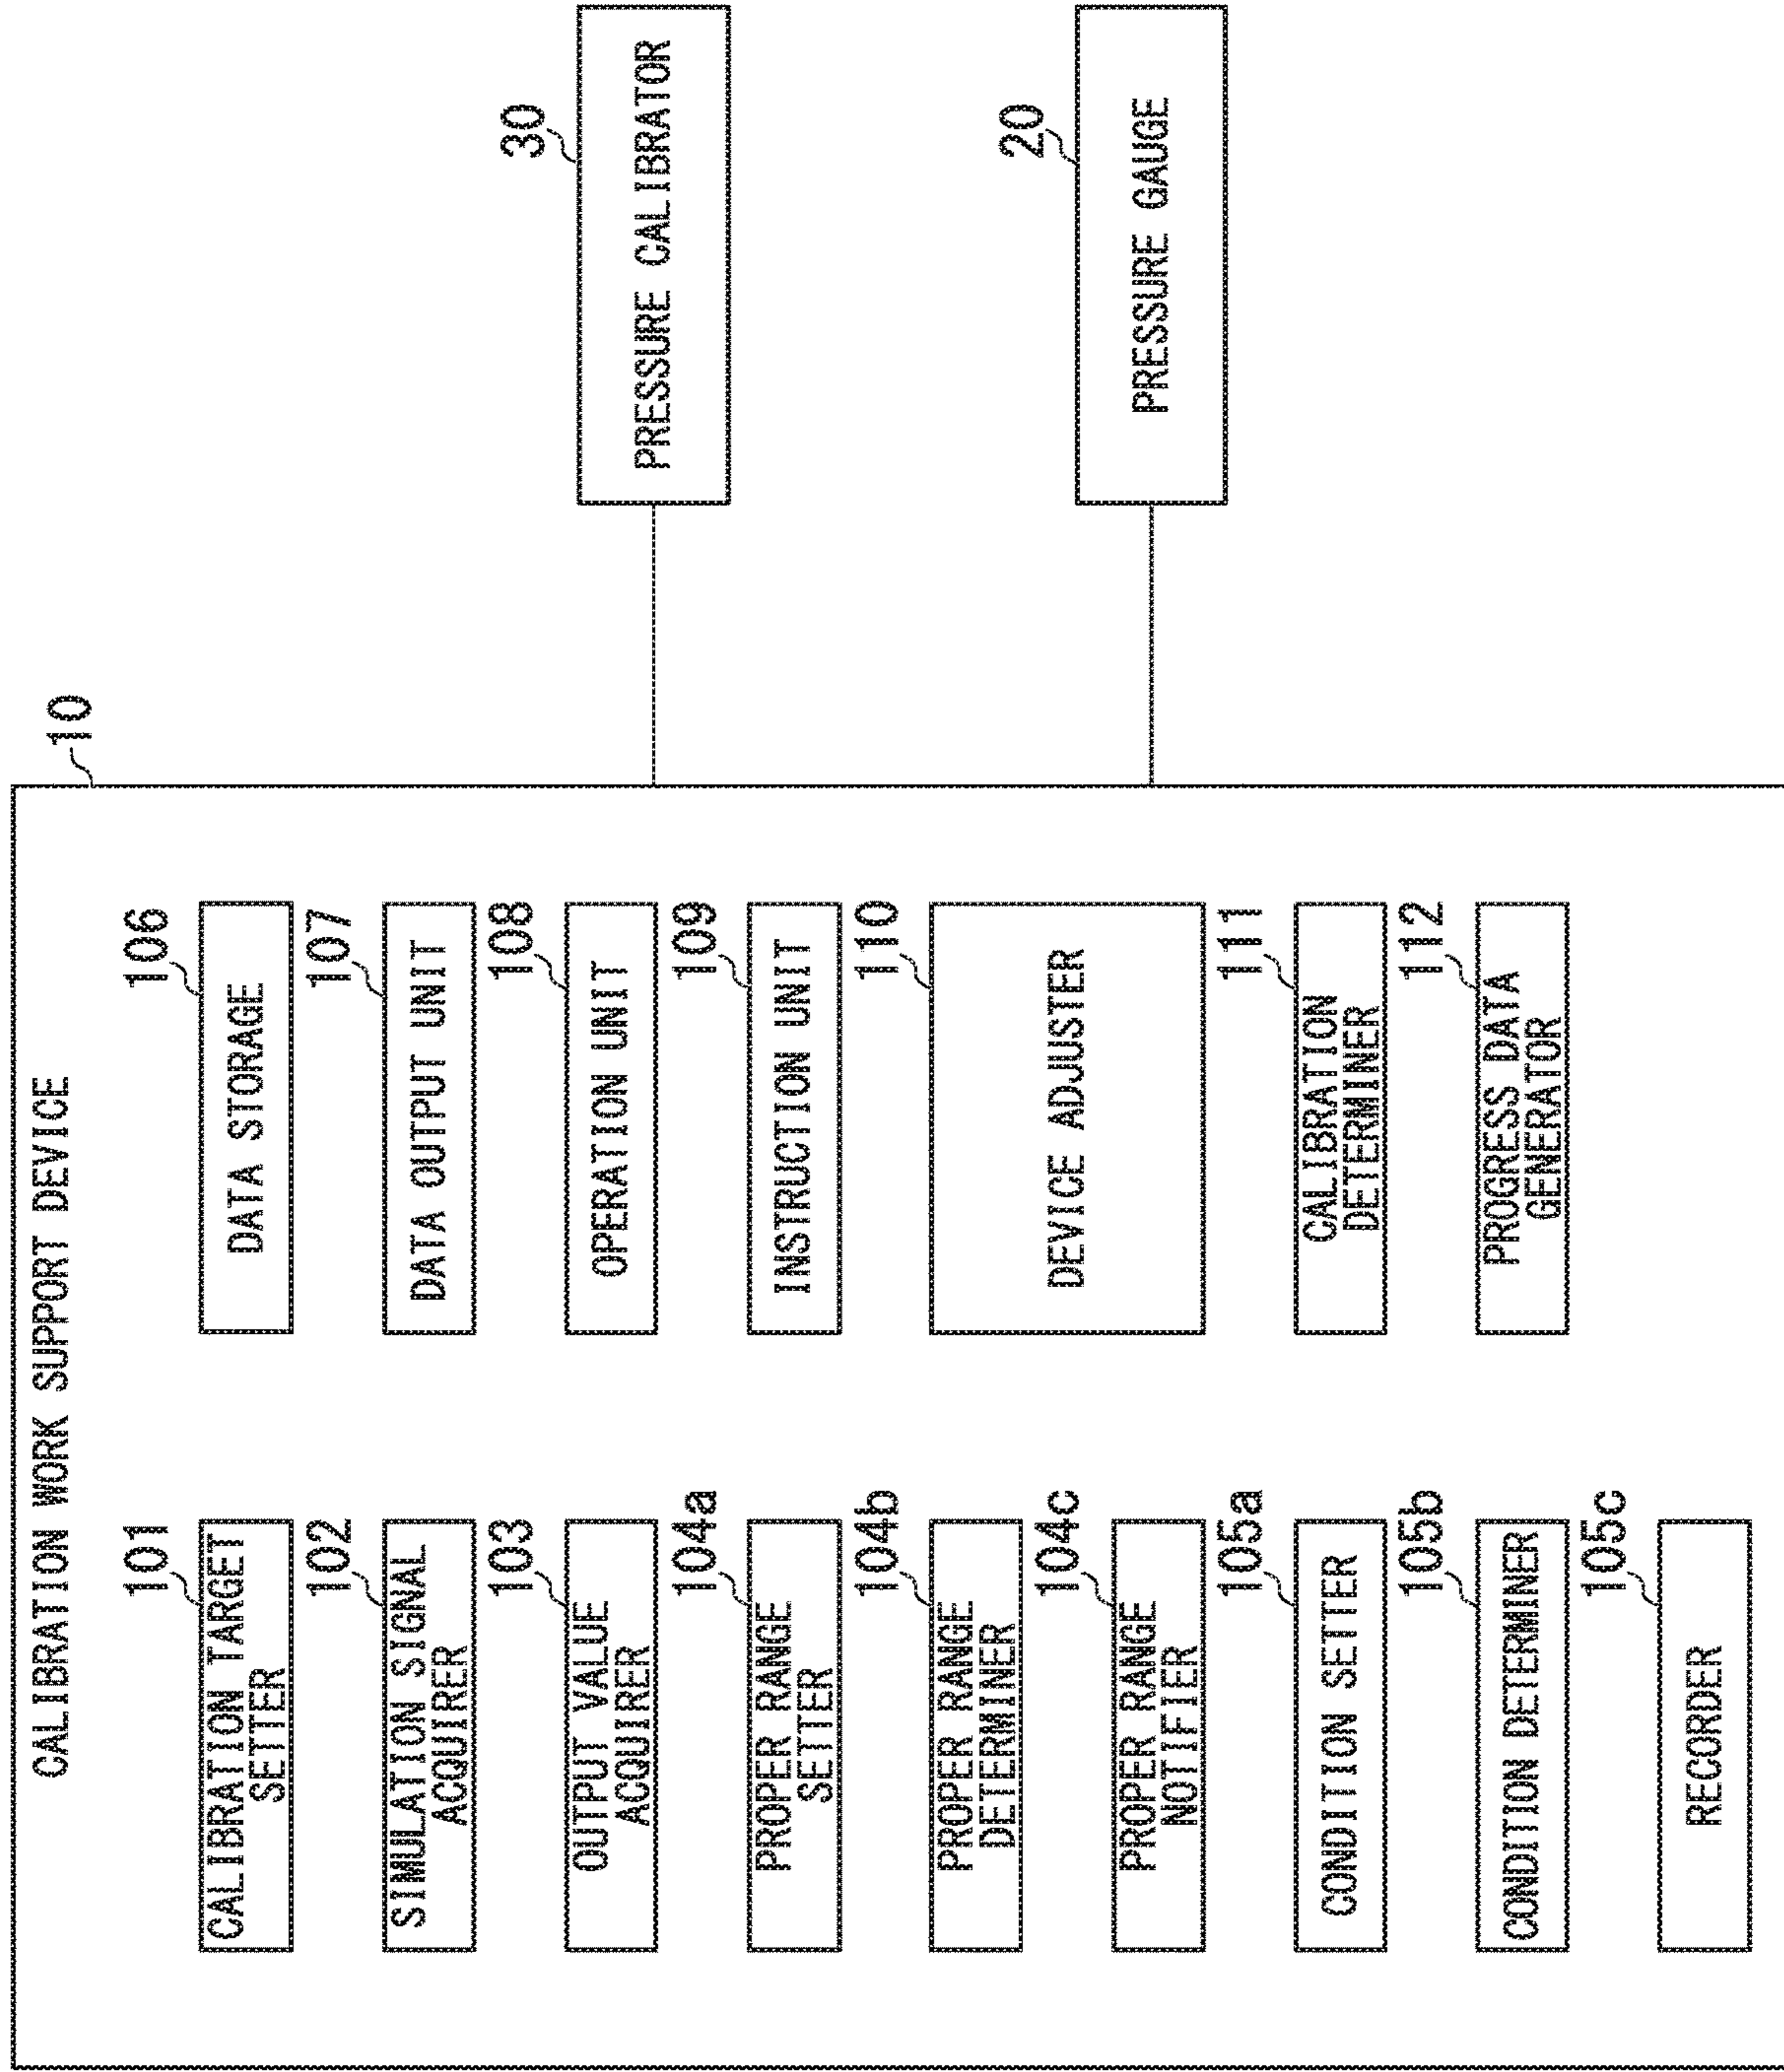 CALIBRATION WORK SUPPORT DEVICE
10
101
CALIBRATION TARGET
SETTER
102
SIMULATION SIGNAL
ACQUIRER
103
OUTPUT VALUE
ACQUIRER
104a
PROPER RANGE
SETTER
104b
PROPER RANGE
DETERMINER
104c
PROPER RANGE
NOTIFIER
105a
CONDITION SETTER
105b
CONDITION DETERMINER
105c
RECORDER
106
DATA STORAGE
107
DATA OUTPUT UNIT
108
OPERATION UNIT
109
INSTRUCTION UNIT
110
DEVICE ADJUSTER
111
CALIBRATION
DETERMINER
112
PROGRESS DATA
GENERATOR
30
PRESSURE CALIBRATOR
20
PRESSURE GAUGE